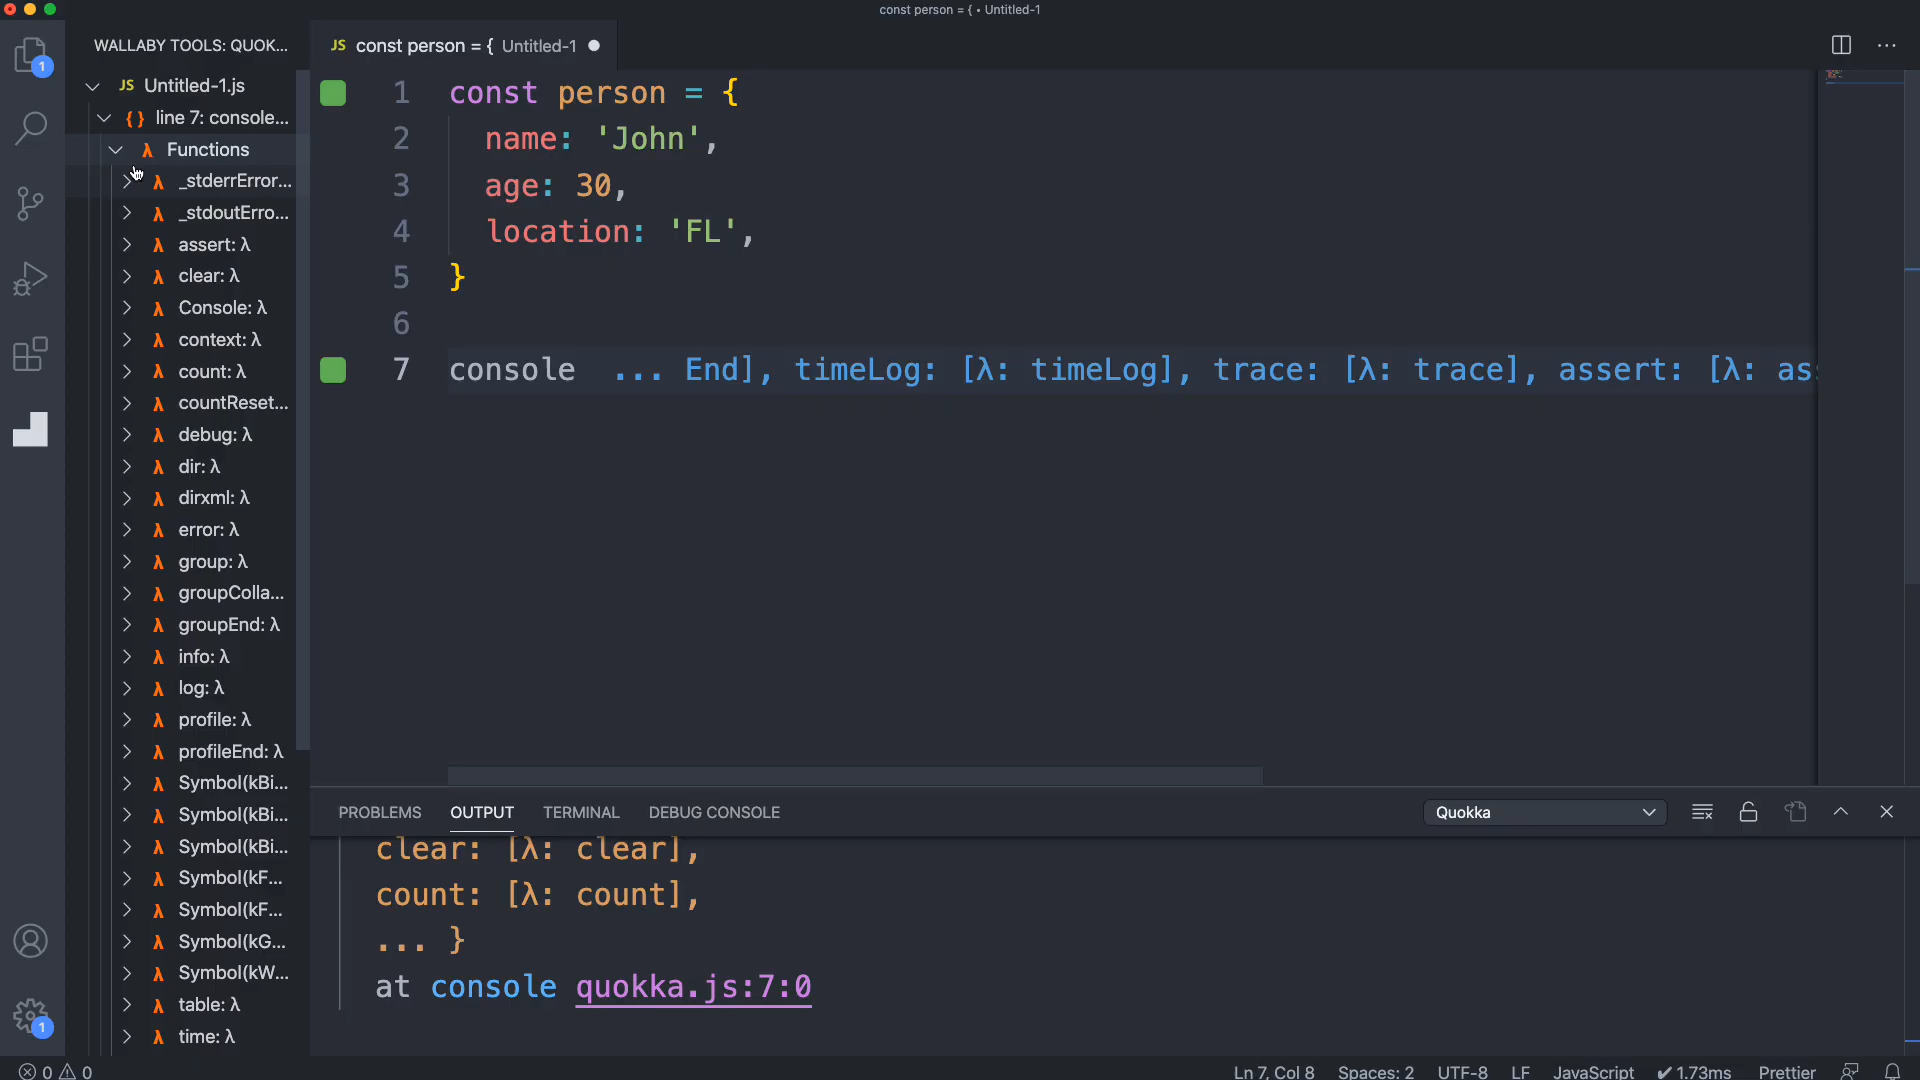 const person = { • Untitled-1
WALLABY TOOLS: QUOK...
JS const person = { Untitled-1
1
JS Untitled-1.js
{} line 7: console...
λ Functions
λ _stderrError...
λ _stdoutErro...
λ assert: λ
λ clear: λ
λ Console: λ
λ context: λ
λ count: λ
λ countReset...
λ debug: λ
λ dir: λ
λ dirxml: λ
λ error: λ
λ group: λ
λ groupColla...
λ groupEnd: λ
λ info: λ
λ log: λ
λ profile: λ
λ profileEnd: λ
λ Symbol(kBi...
λ Symbol(kBi...
λ Symbol(kBi...
λ Symbol(kF...
λ Symbol(kF...
λ Symbol(kG...
λ Symbol(kW...
λ table: λ
λ time: λ
1
1 const person = {
2 name: 'John',
3 age: 30,
4 location: 'FL',
5 }
6
7 console ... End], timeLog: [λ: timeLog], trace: [λ: trace], assert: [λ: as
PROBLEMS OUTPUT TERMINAL DEBUG CONSOLE Quokka
clear: [λ: clear],
count: [λ: count],
... }
at console quokka.js:7:0
0 0 Ln 7, Col 8 Spaces: 2 UTF-8 LF JavaScript ✔ 1.73ms Prettier